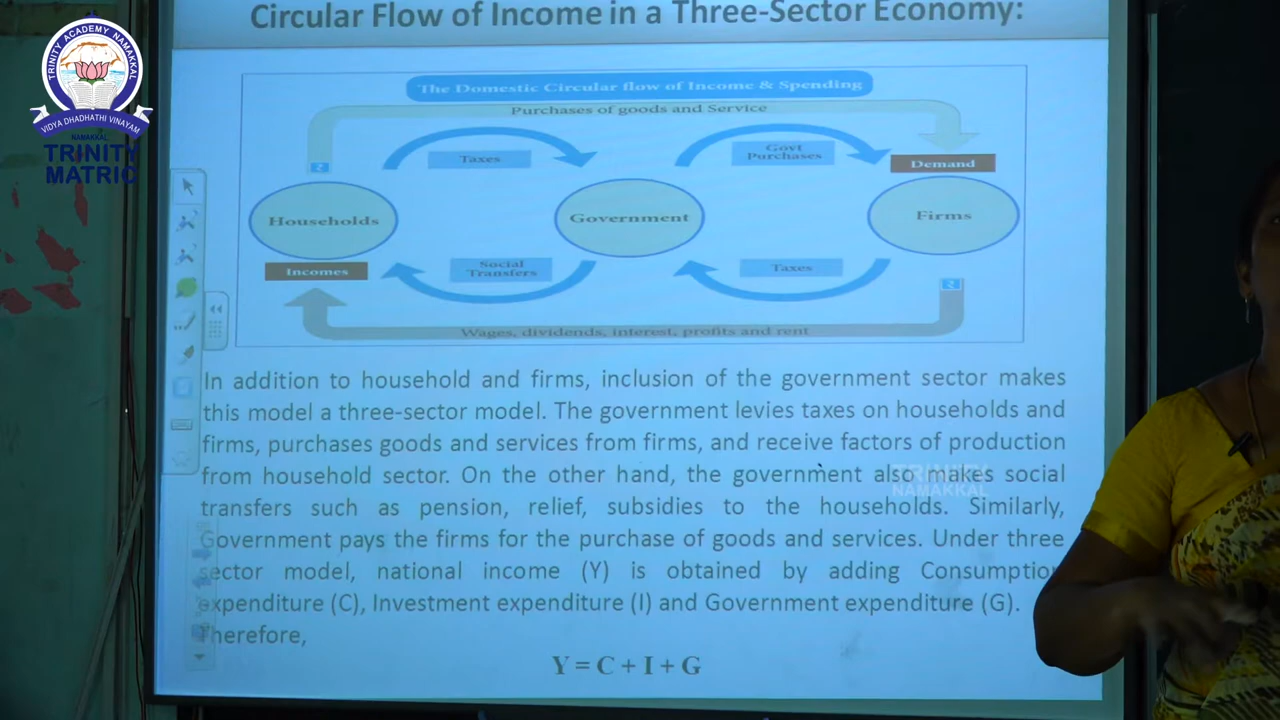 Circular Flow of Income in a Three-Sector Economy:
TRINITY ACADEMY NAMAKKAL
VIDYA DHADHATHI VINAYAM
NAMAKKAL
TRINITY
MATRIC
The Domestic Circular flow of Income & Spending
Purchases of goods and Service
Taxes
Govt
Purchases
Demand
₹
Households
Government
Firms
Incomes
Social
Transfers
Taxes
₹
Wages, dividends, interest, profits and rent
In addition to household and firms, inclusion of the government sector makes
this model a three-sector model. The government levies taxes on households and
firms, purchases goods and services from firms, and receive factors of production
from household sector. On the other hand, the government also makes social
TRINITY
NAMAKKAL
transfers such as pension, relief, subsidies to the households. Similarly,
Government pays the firms for the purchase of goods and services. Under three
sector model, national income (Y) is obtained by adding Consumption
expenditure (C), Investment expenditure (I) and Government expenditure (G).
Therefore,
Y = C + I + G